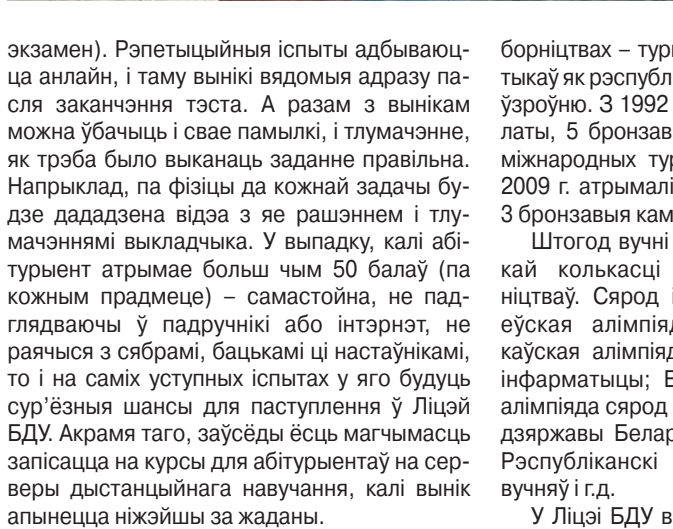 экзамен). Рэпетыцыйныя іспыты адбываюц-
ца анлайн, і таму вынікі вядомыя адразу па-
сля заканчэння тэста. А разам з вынікам
можна ўбачыць і свае памылкі, і тлумачэнне,
як трэба было выканаць заданне правільна.
Напрыклад, па фізіцы да кожнай задачы бу-
дзе дададзена відэа з яе рашэннем і тлу-
мачэннямі выкладчыка. У выпадку, калі абі-
турыент атрымае больш чым 50 балаў (па
кожным прадмеце) – самастойна, не пад-
глядваючы ў падручнікі або інтэрнэт, не
раячыся з сябрамі, бацькамі ці настаўнікамі,
то і на саміх уступных іспытах у яго будуць
сур’ёзныя шансы для паступлення ў Ліцэй
БДУ. Акрамя таго, заўсёды ёсць магчымасць
запісацца на курсы для абітурыентаў на сер-
веры дыстанцыйнага навучання, калі вынік
апынецца ніжэйшы за жаданы.
борніцтвах – тур
тыкаў як рэспубл
ўзроўню. З 1992
латы, 5 бронзав
міжнародных тур
2009 г. атрымалі
3 бронзавыя кам
Штогод вучні
кай колькасці
ніцтваў. Сярод
еўская алімпія
каўская алімпія
інфарматыцы;
алімпіяда сярод
дзяржавы Белар
Рэспубліканскі
вучняў і г.д.
У Ліцэі БДУ в